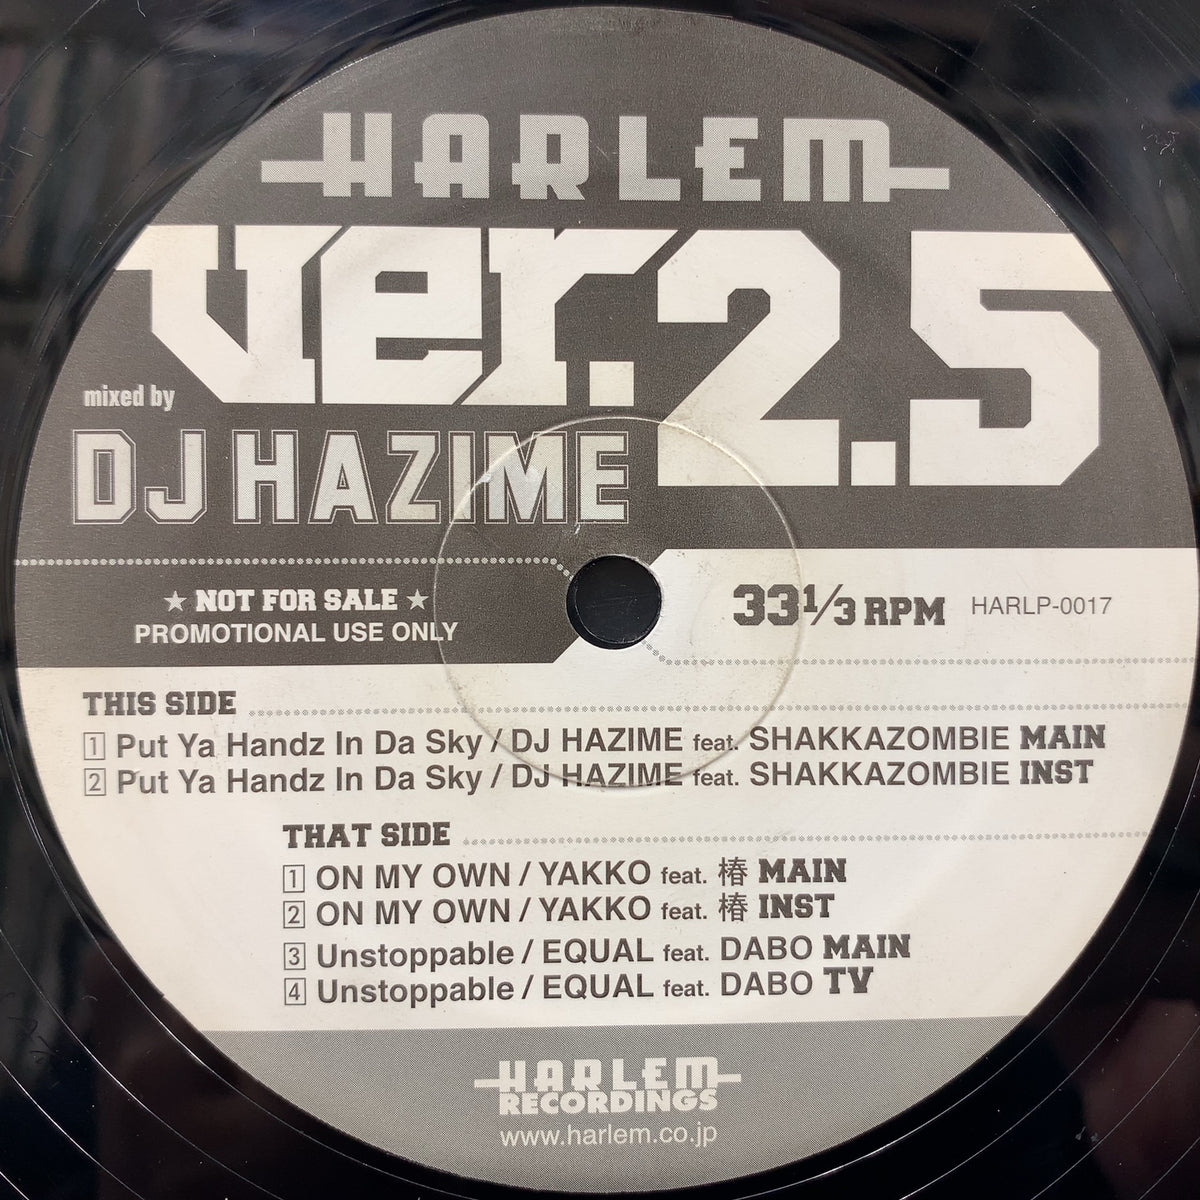 HARLEM
ver.2.5
mixed by
DJ HAZIME
★ NOT FOR SALE ★
PROMOTIONAL USE ONLY
33 1/3 RPM HARLP-0017
THIS SIDE
1 Put Ya Handz In Da Sky / DJ HAZIME feat. SHAKKAZOMBIE MAIN
2 Put Ya Handz In Da Sky / DJ HAZIME feat. SHAKKAZOMBIE INST
THAT SIDE
1 ON MY OWN / YAKKO feat. 椿 MAIN
2 ON MY OWN / YAKKO feat. 椿 INST
3 Unstoppable / EQUAL feat. DABO MAIN
4 Unstoppable / EQUAL feat. DABO TV
HARLEM
RECORDINGS
www.harlem.co.jp